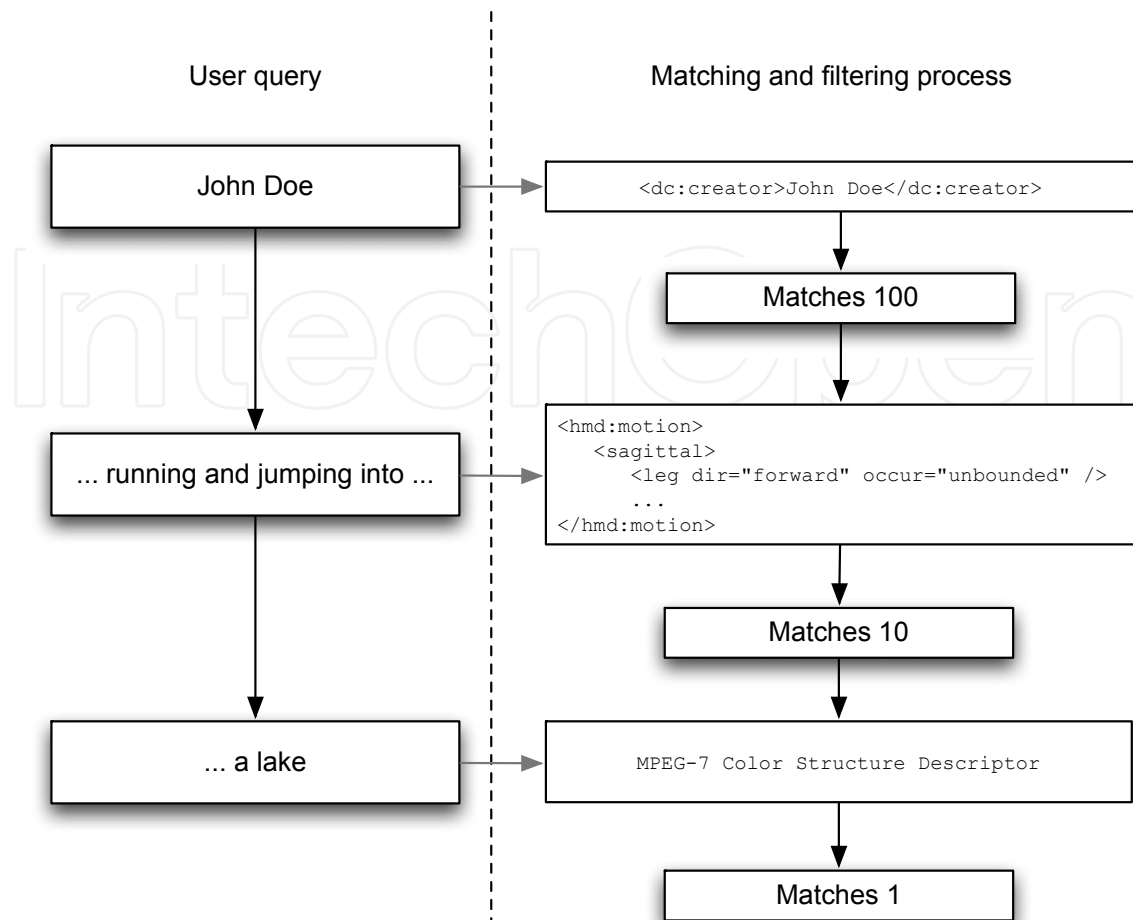 User query
Matching and filtering process
John Doe
<dc:creator>John Doe</dc:creator>
Matches 100
IntechOpen
... running and jumping into ...
<hmd:motion>
<sagittal>
<leg dir="forward" occur="unbounded" />
...
</hmd:motion>
Matches 10
... a lake
MPEG-7 Color Structure Descriptor
Matches 1